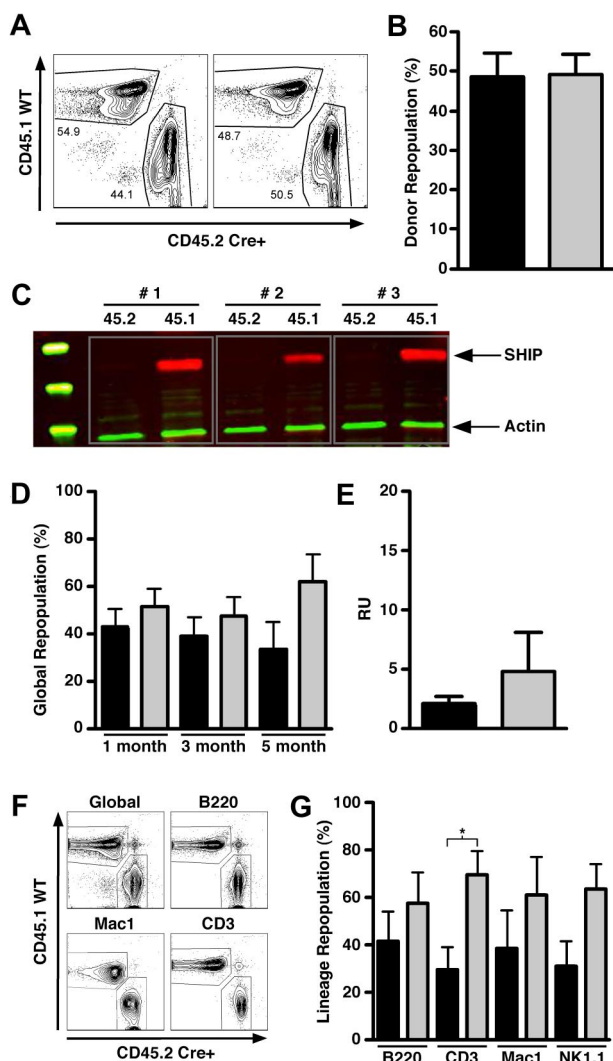 A
CD45.1 WT
54.9
44.1
48.7
50.5
CD45.2 Cre+
B
Donor Repopulation (%)
60
50
40
30
20
10
0
C
# 1 # 2 # 3
45.2 45.1 45.2 45.1 45.2 45.1
SHIP
Actin
D
Global Repopulation (%)
100
80
60
40
20
0
1 month 3 month 5 month
E
RU
20
15
10
5
0
F
CD45.1 WT
Global B220
Mac1 CD3
CD45.2 Cre+
G
Lineage Repopulation (%)
100
80
60
40
20
0
*
B220 CD3 Mac1 NK1.1